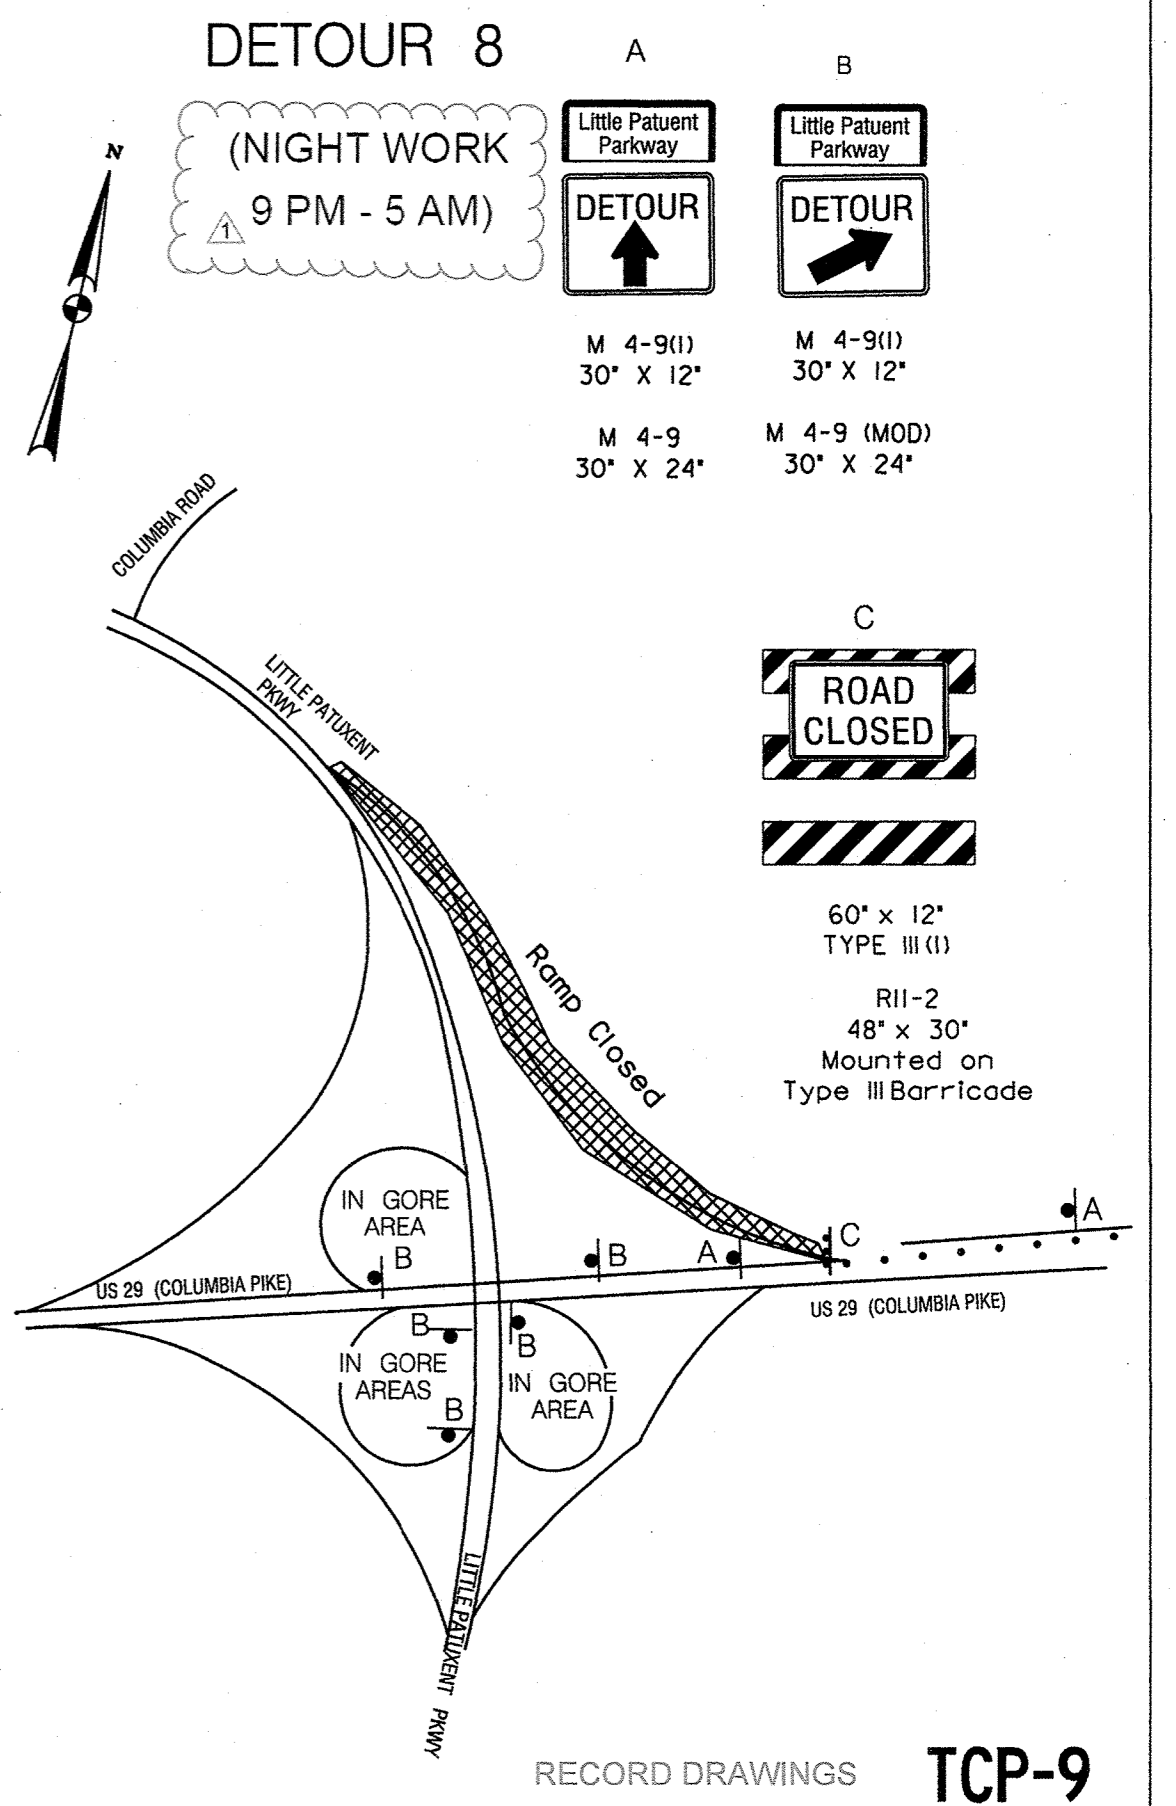 DETOUR 8
(NIGHT WORK
9 PM - 5 AM)
1
N
A
Little Patuent
Parkway
DETOUR
M 4-9(1)
30" X 12"
M 4-9
30" X 24"
B
Little Patuent
Parkway
DETOUR
M 4-9(1)
30" X 12"
M 4-9 (MOD)
30" X 24"
COLUMBIA ROAD
LITTLE PATUXENT
PKWY
C
ROAD
CLOSED
60" x 12"
TYPE III(1)
R11-2
48" x 30"
Mounted on
Type III Barricade
Ramp Closed
IN GORE
AREA
B
B
A
C
A
US 29 (COLUMBIA PIKE)
US 29 (COLUMBIA PIKE)
B
B
IN GORE
AREAS
IN GORE
AREA
B
LITTLE PATUXENT PKWY
RECORD DRAWINGS
TCP-9